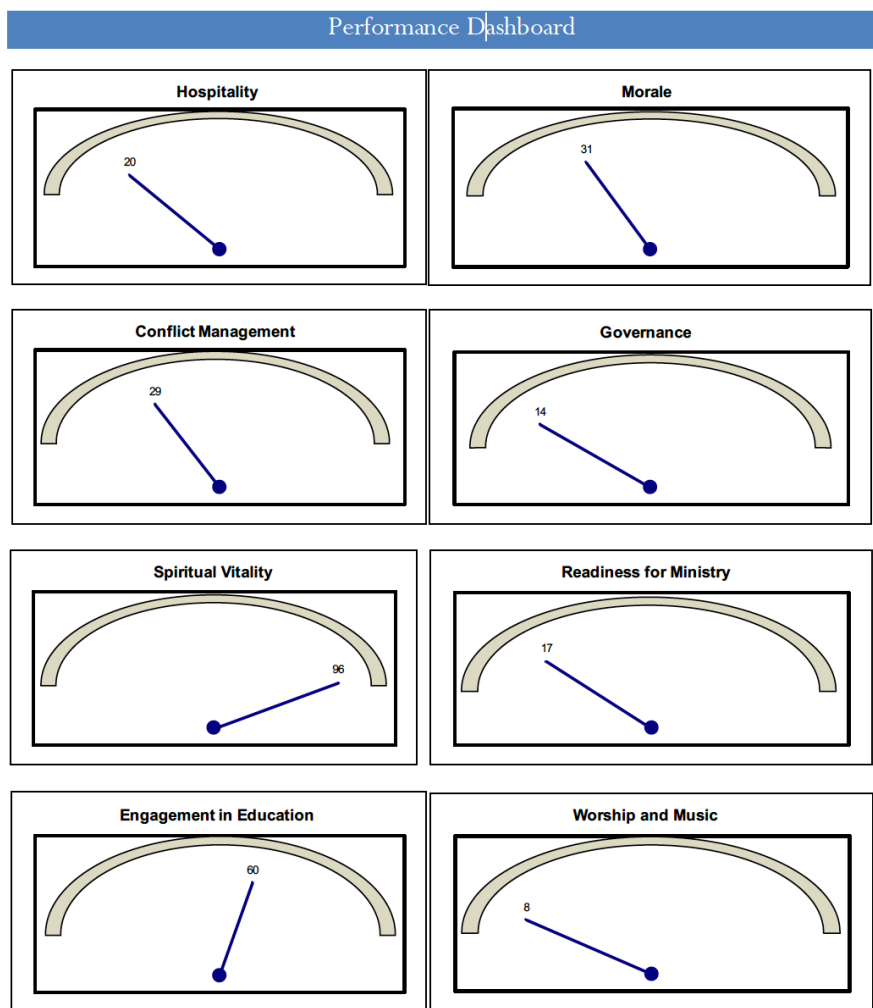 Performance Dashboard
Hospitality
20
Morale
31
Conflict Management
29
Governance
14
Spiritual Vitality
96
Readiness for Ministry
17
Engagement in Education
60
Worship and Music
8